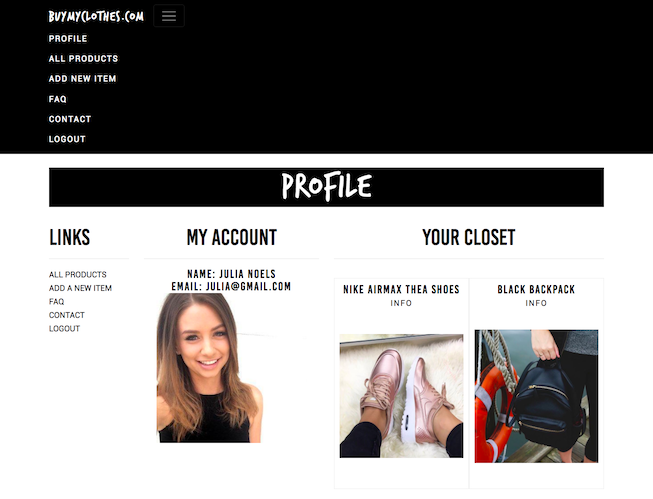 BUYMYCLOTHES.COM
PROFILE
ALL PRODUCTS
ADD NEW ITEM
FAQ
CONTACT
LOGOUT
PROFILE
LINKS
ALL PRODUCTS
ADD A NEW ITEM
FAQ
CONTACT
LOGOUT
MY ACCOUNT
NAME: JULIA NOELS
EMAIL: JULIA@GMAIL.COM
YOUR CLOSET
NIKE AIRMAX THEA SHOES
INFO
BLACK BACKPACK
INFO